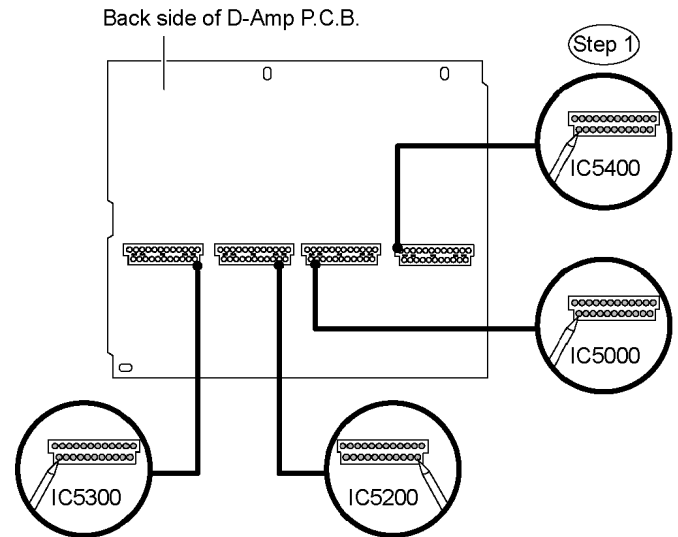 Back side of D-Amp P.C.B.
Step 1
IC5400
IC5000
IC5300
IC5200